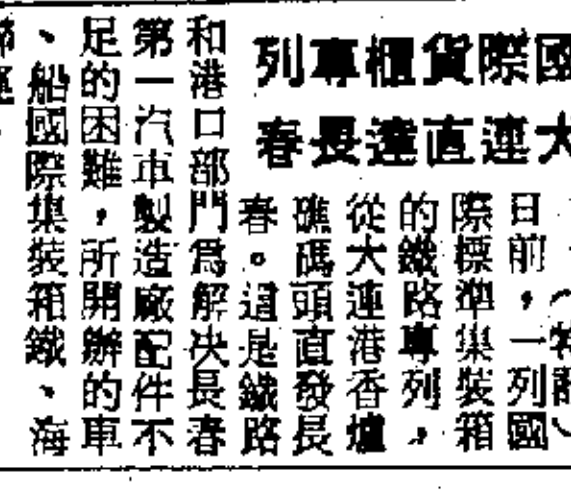 國際貨櫃專列
大連直達長春
日前，一列國
際標準集裝箱
的鐵路專列，
從大連港香爐
礁碼頭直發長
春。這是鐵路
和港口部門爲解决長春
第一汽車製造廠配件不
足的困難，所開辦的車
、船國際集裝箱鐵、海